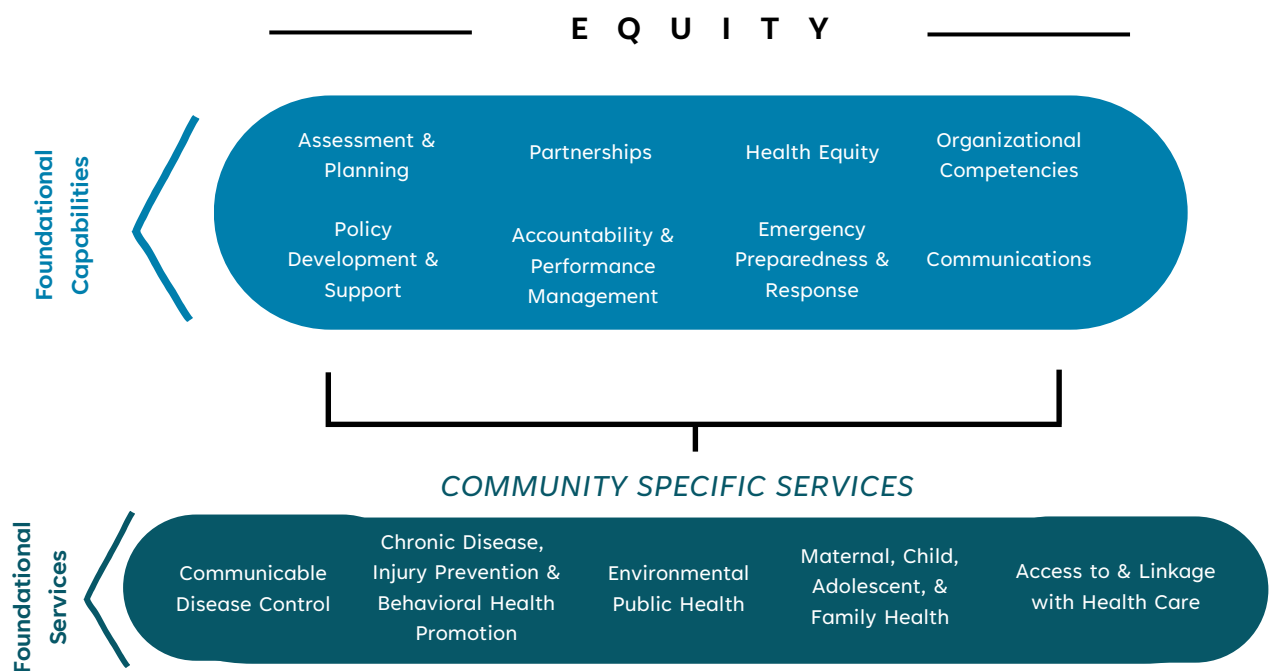 EQUITY
Foundational
Capabilities
Assessment &
Planning
Partnerships
Health Equity
Organizational
Competencies
Policy
Development &
Support
Accountability &
Performance
Management
Emergency
Preparedness &
Response
Communications
COMMUNITY SPECIFIC SERVICES
Foundational
Services
Communicable
Disease Control
Chronic Disease,
Injury Prevention &
Behavioral Health
Promotion
Environmental
Public Health
Maternal, Child,
Adolescent, &
Family Health
Access to & Linkage
with Health Care